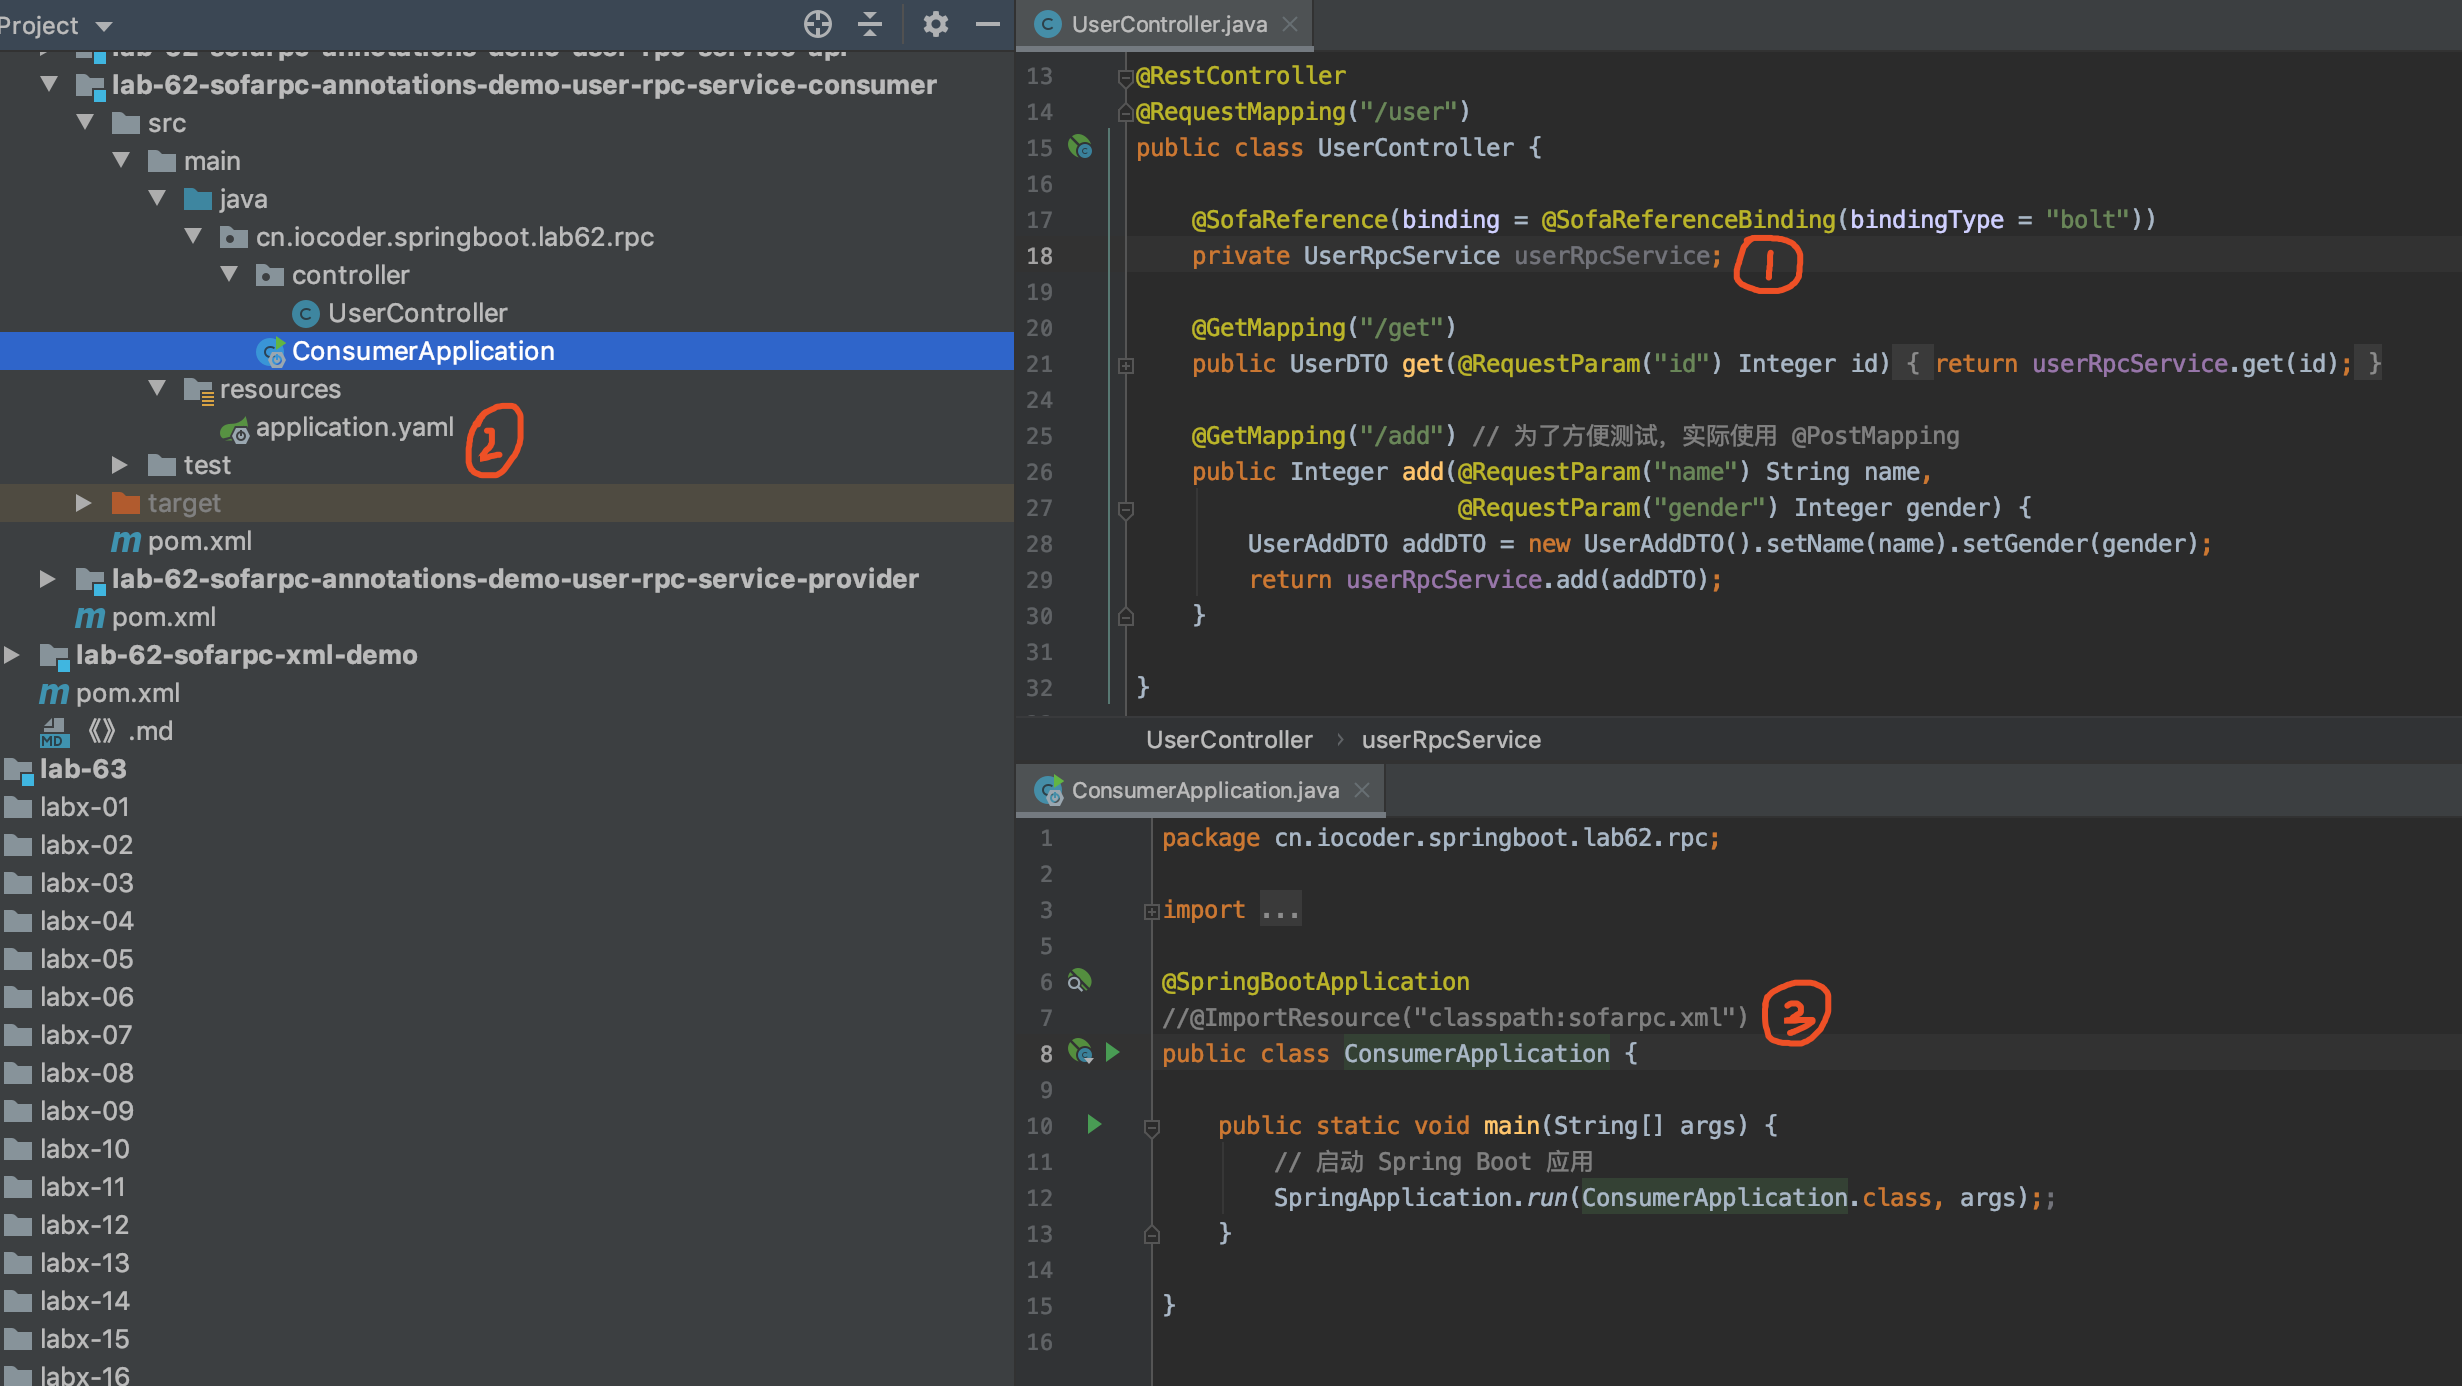 Project
lab-62-sofarpc-annotations-demo-user-rpc-service-api
lab-62-sofarpc-annotations-demo-user-rpc-service-consumer
src
main
java
cn.iocoder.springboot.lab62.rpc
controller
UserController
ConsumerApplication
resources
application.yaml
2
test
target
pom.xml
lab-62-sofarpc-annotations-demo-user-rpc-service-provider
pom.xml
lab-62-sofarpc-xml-demo
pom.xml
《》.md
lab-63
labx-01
labx-02
labx-03
labx-04
labx-05
labx-06
labx-07
labx-08
labx-09
labx-10
labx-11
labx-12
labx-13
labx-14
labx-15
labx-16
UserController.java
13 @RestController
14 @RequestMapping("/user")
15 public class UserController {
16
17 @SofaReference(binding = @SofaReferenceBinding(bindingType = "bolt"))
18 private UserRpcService userRpcService; 1
19
20 @GetMapping("/get")
21 public UserDTO get(@RequestParam("id") Integer id) { return userRpcService.get(id); }
24
25 @GetMapping("/add") // 为了方便测试，实际使用 @PostMapping
26 public Integer add(@RequestParam("name") String name,
27 @RequestParam("gender") Integer gender) {
28 UserAddDTO addDTO = new UserAddDTO().setName(name).setGender(gender);
29 return userRpcService.add(addDTO);
30 }
31
32 }
UserController › userRpcService
ConsumerApplication.java
1 package cn.iocoder.springboot.lab62.rpc;
2
3 import ...
5
6 @SpringBootApplication
7 //@ImportResource("classpath:sofarpc.xml") 3
8 public class ConsumerApplication {
9
10 public static void main(String[] args) {
11 // 启动 Spring Boot 应用
12 SpringApplication.run(ConsumerApplication.class, args);;
13 }
14
15 }
16